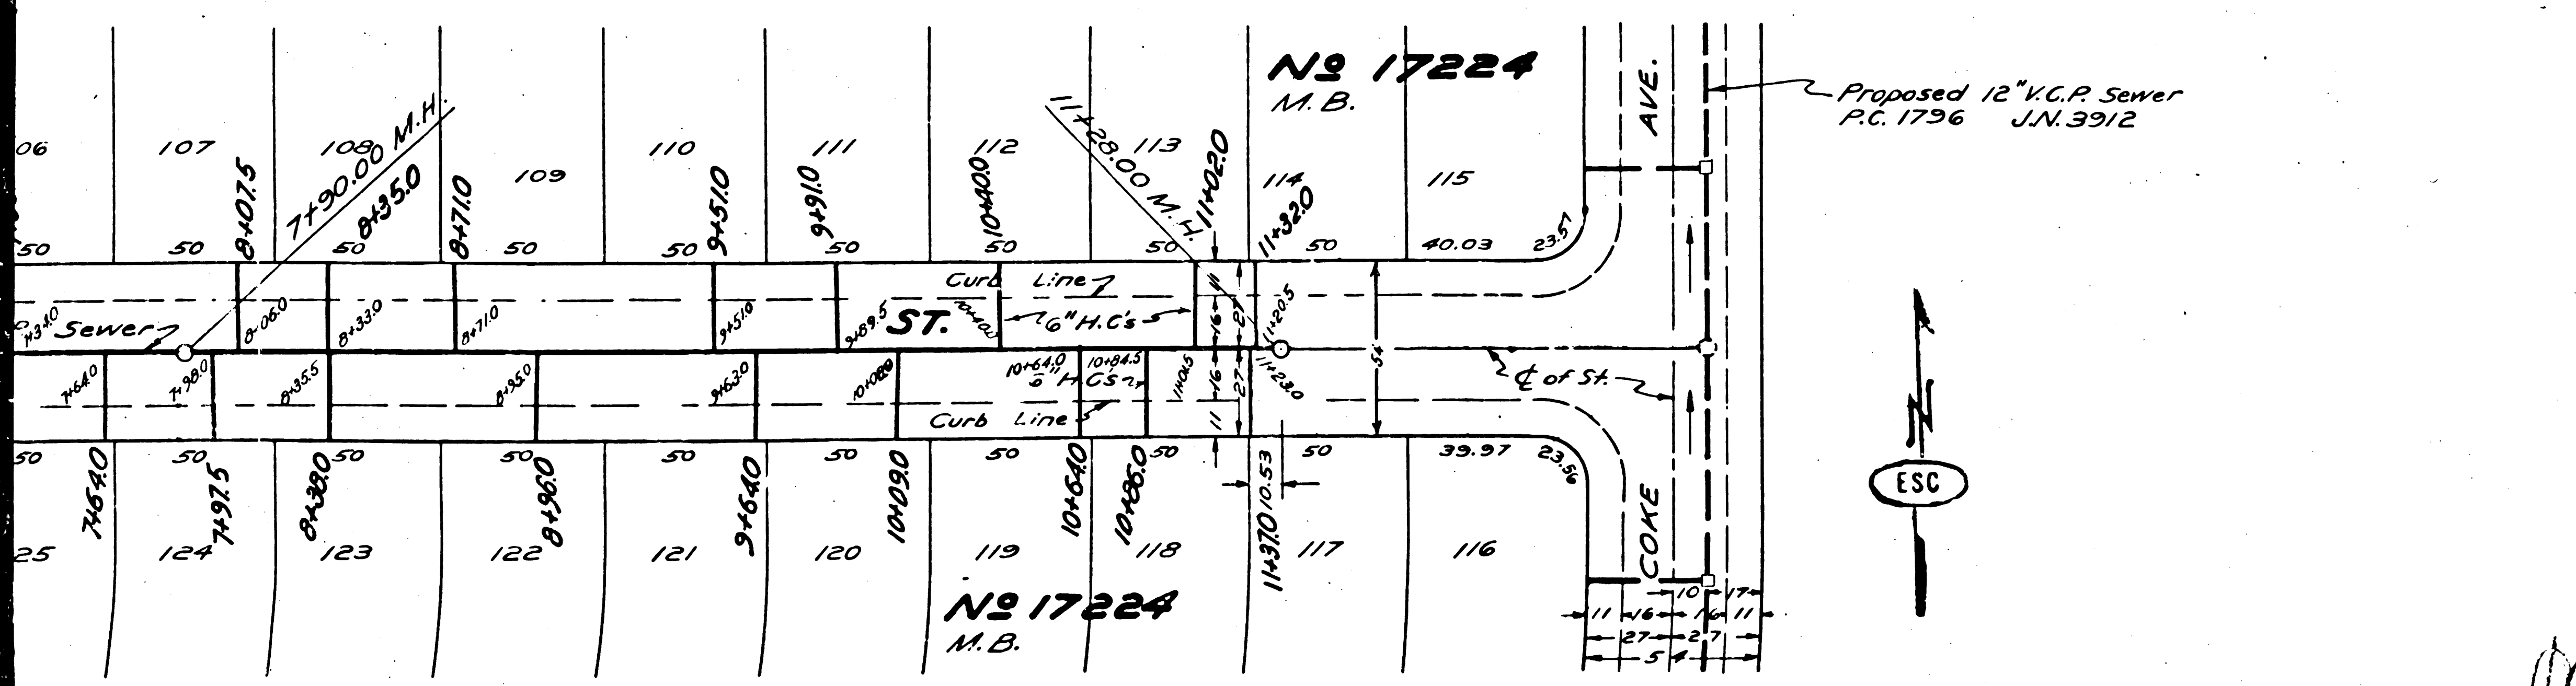 No 17224
M.B.
AVE.
Proposed 12" V.C.P. Sewer
P.C. 1796 J.N. 3912
06 107 108 109 110 111 112 113 114 115
7+90.00 M.H.
11+28.00 M.H.
8+07.5 8+35.0 8+71.0 9+51.0 9+91.0 10+40.0 11+02.0 11+32.0
50 50 50 50 50 50 50 50 50 40.03 23.57
Curb Line
Sewer
ST.
6" H.C's
7+34.0 8+06.0 8+33.0 8+71.0 9+51.0 9+89.5 10+40.0 11+20.5
16 27 54
7+64.0 7+98.0 8+35.5 8+95.0 9+63.0 10+08.0 10+64.0 10+84.5 11+23.0
6" H C's
11 16 27
℄ of St.
Curb Line
50 50 50 50 50 50 50 50 50 39.97 23.56
7+64.0 7+97.5 8+38.0 8+96.0 9+64.0 10+09.0 10+64.0 10+86.0 11+37.0 10.53
25 124 123 122 121 120 119 118 117 116
No 17224
M.B.
COKE
10 17
11 16 16 11
27 27
54
N
ESC